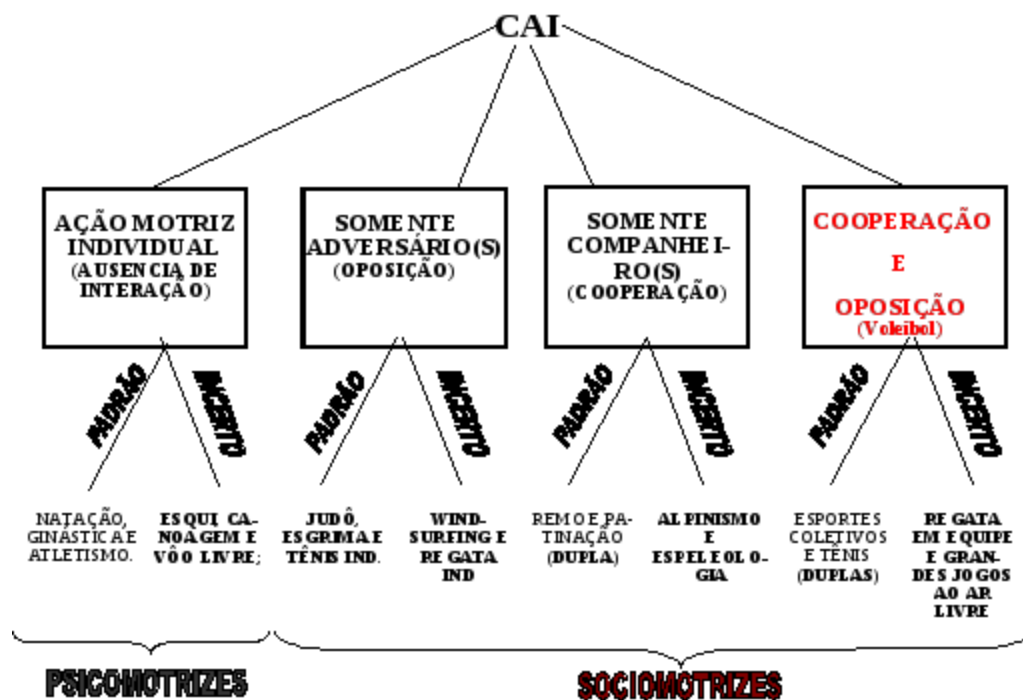 CAI
AÇÃO MOTRIZ
INDIVIDUAL
(AUSENCIA DE
INTERAÇÃO)
SOMENTE
ADVERSÁRIO(S)
(OPOSIÇÃO)
SOMENTE
COMPANHEI-
RO(S)
(COOPERAÇÃO)
COOPERAÇÃO
E
OPOSIÇÃO
(Voleibol)
PADRÃO
INCERTO
PADRÃO
INCERTO
PADRÃO
INCERTO
PADRÃO
INCERTO
NATAÇÃO,
GINÁSTICA E
ATLETISMO.
ESQUI, CA-
NOAGEM E
VÔO LIVRE;
JUDÔ,
ESGRIMA E
TÊNIS IND.
WIND-
SURFING E
REGATA
IND
REMO E PA-
TINAÇÃO
(DUPLA)
ALPINISMO
E
ESPELEOLO-
GIA
ESPORTES
COLETIVOS
E TÊNIS
(DUPLAS)
REGATA
EM EQUIPE
E GRAN-
DES JOGOS
AO AR
LIVRE
PSICOMOTRIZES
SOCIOMOTRIZES